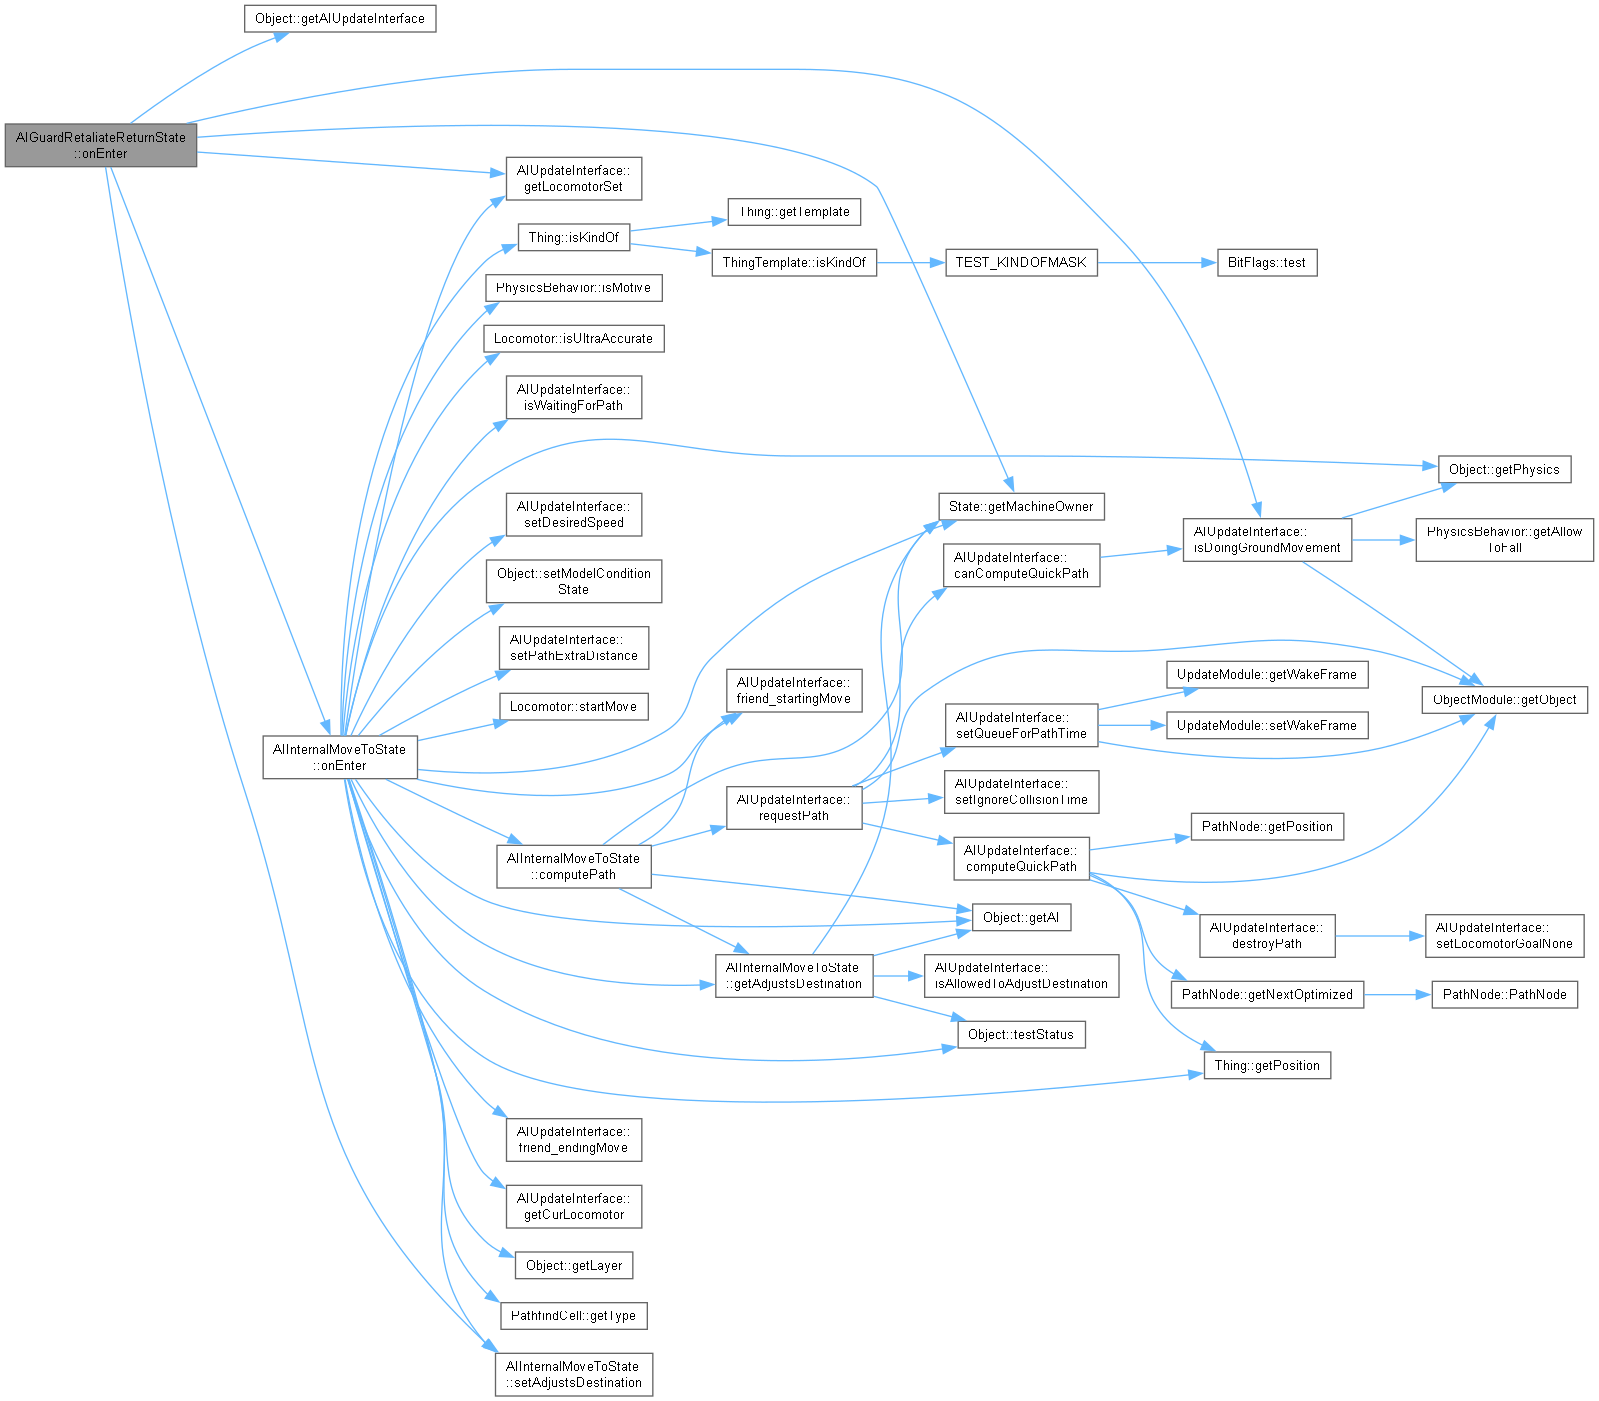 Object::getAIUpdateInterface
AIGuardRetaliateReturnState
::onEnter
AIUpdateInterface::
getLocomotorSet
Thing::getTemplate
Thing::isKindOf
ThingTemplate::isKindOf
TEST_KINDOFMASK
BitFlags::test
PhysicsBehavior::isMotive
Locomotor::isUltraAccurate
AIUpdateInterface::
isWaitingForPath
Object::getPhysics
AIUpdateInterface::
setDesiredSpeed
State::getMachineOwner
AIUpdateInterface::
isDoingGroundMovement
PhysicsBehavior::getAllow
ToFall
Object::setModelCondition
State
AIUpdateInterface::
canComputeQuickPath
AIUpdateInterface::
setPathExtraDistance
AIUpdateInterface::
friend_startingMove
UpdateModule::getWakeFrame
ObjectModule::getObject
Locomotor::startMove
AIUpdateInterface::
setQueueForPathTime
UpdateModule::setWakeFrame
AIInternalMoveToState
::onEnter
AIUpdateInterface::
requestPath
AIUpdateInterface::
setIgnoreCollisionTime
PathNode::getPosition
AIInternalMoveToState
::computePath
AIUpdateInterface::
computeQuickPath
Object::getAI
AIUpdateInterface::
destroyPath
AIUpdateInterface::
setLocomotorGoalNone
AIInternalMoveToState
::getAdjustsDestination
AIUpdateInterface::
isAllowedToAdjustDestination
PathNode::getNextOptimized
PathNode::PathNode
Object::testStatus
Thing::getPosition
AIUpdateInterface::
friend_endingMove
AIUpdateInterface::
getCurLocomotor
Object::getLayer
PathfindCell::getType
AIInternalMoveToState
::setAdjustsDestination